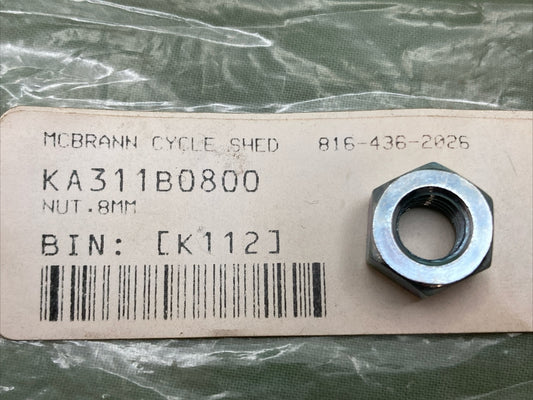 MCBRANN CYCLE SHED 816-436-2026
KA311B0800
NUT.8MM
BIN: [K112]